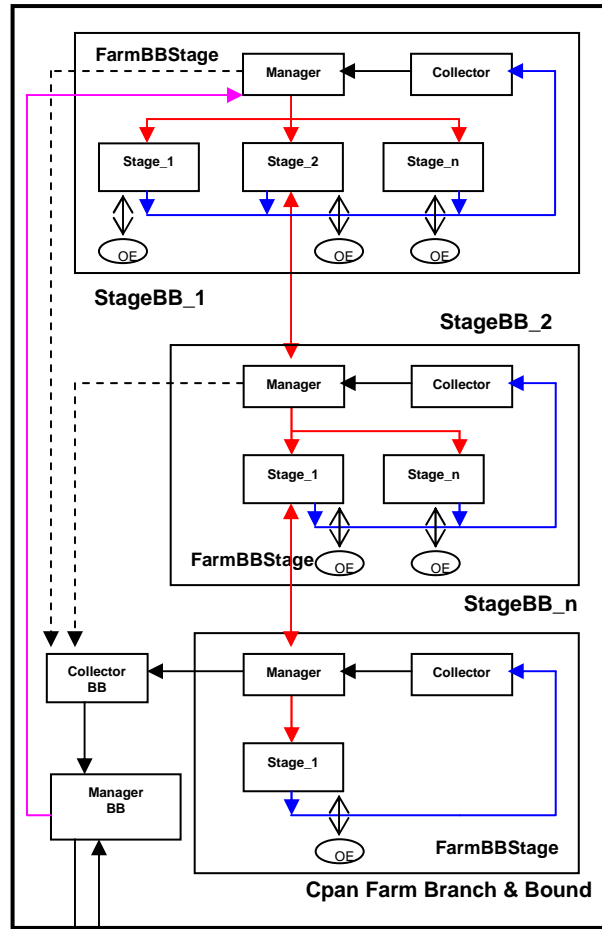 FarmBBStage
Manager
Collector
Stage_1
Stage_2
Stage_n
OE
OE
OE
StageBB_1
StageBB_2
Manager
Collector
Stage_1
Stage_n
FarmBBStage
OE
OE
StageBB_n
Collector
BB
Manager
Collector
Stage_1
Manager
BB
OE
FarmBBStage
Cpan Farm Branch & Bound